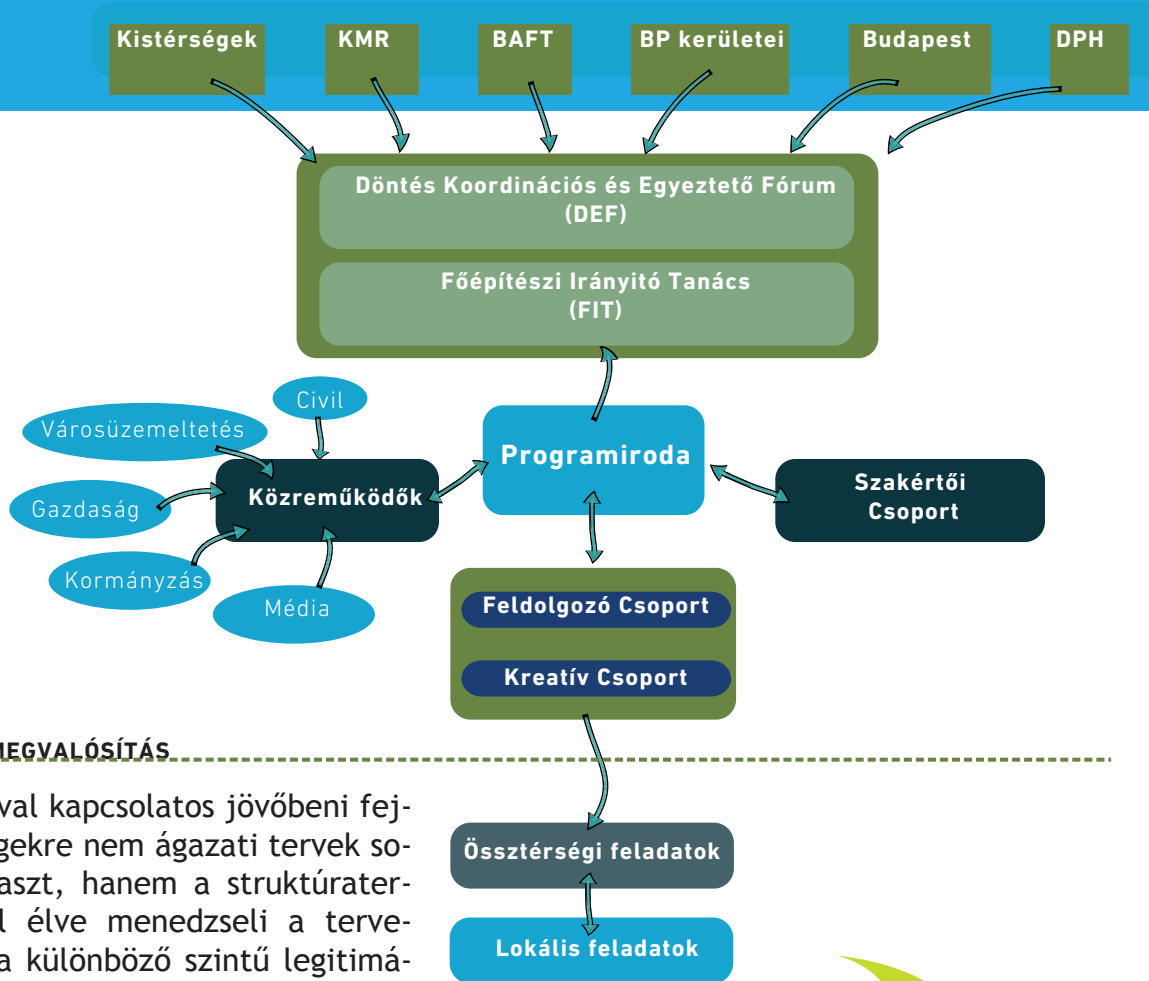 Kistérségek
KMR
BAFT
BP kerületei
Budapest
DPH
Döntés Koordinációs és Egyeztető Fórum
(DEF)
Főépítészi Irányitó Tanács
(FIT)
Civil
Városüzemeltetés
Gazdaság
Kormányzás
Média
Közreműködők
Programiroda
Szakértői
Csoport
Feldolgozó Csoport
Kreatív Csoport
MEGVALÓSÍTÁS
val kapcsolatos jövőbeni fej-
gekre nem ágazati tervek so-
aszt, hanem a struktúrater-
l élve menedzseli a terve-
a különböző szintű legitimá-
Össztérségi feladatok
Lokális feladatok